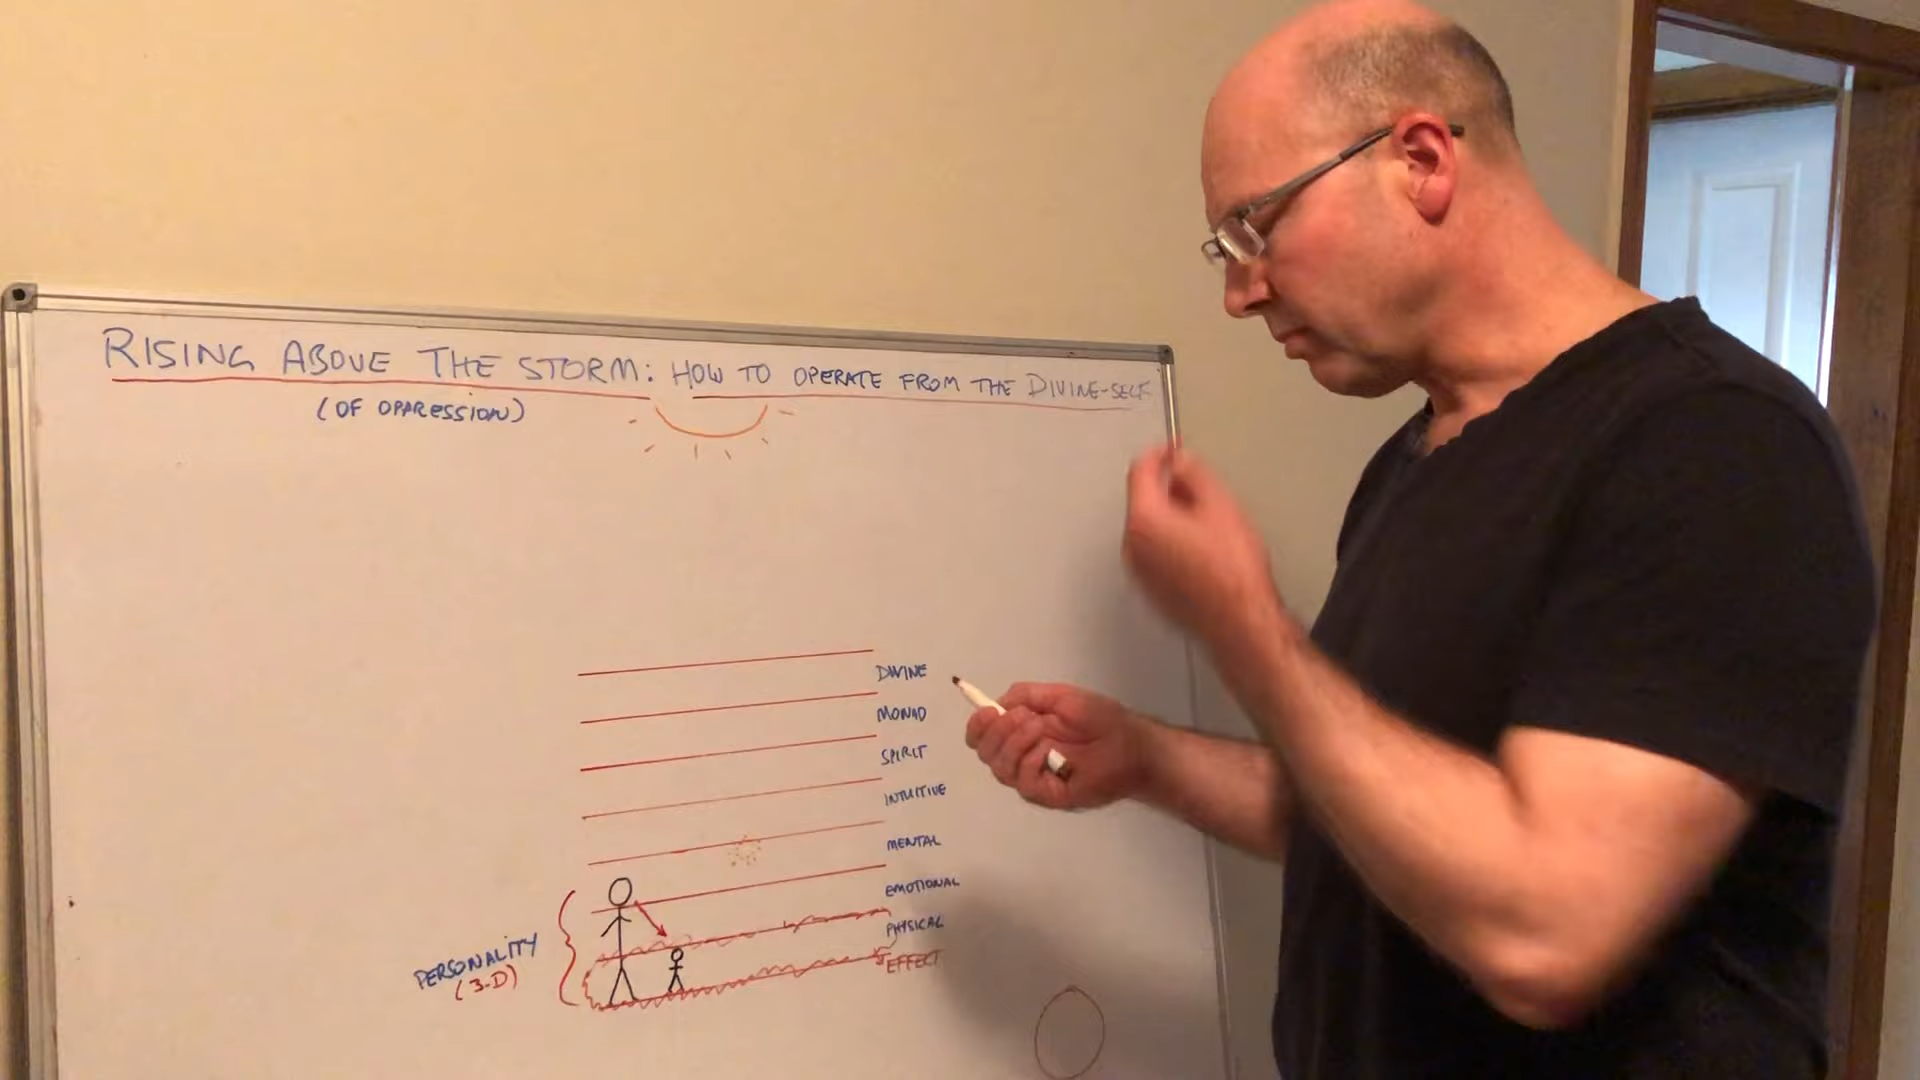 RISING ABOVE THE STORM: HOW TO OPERATE FROM THE DIVINE-SELF
(OF OPPRESSION)
DIVINE
MONAD
SPIRIT
INTUITIVE
MENTAL
EMOTIONAL
PHYSICAL
EFFECT
PERSONALITY
(3-D)